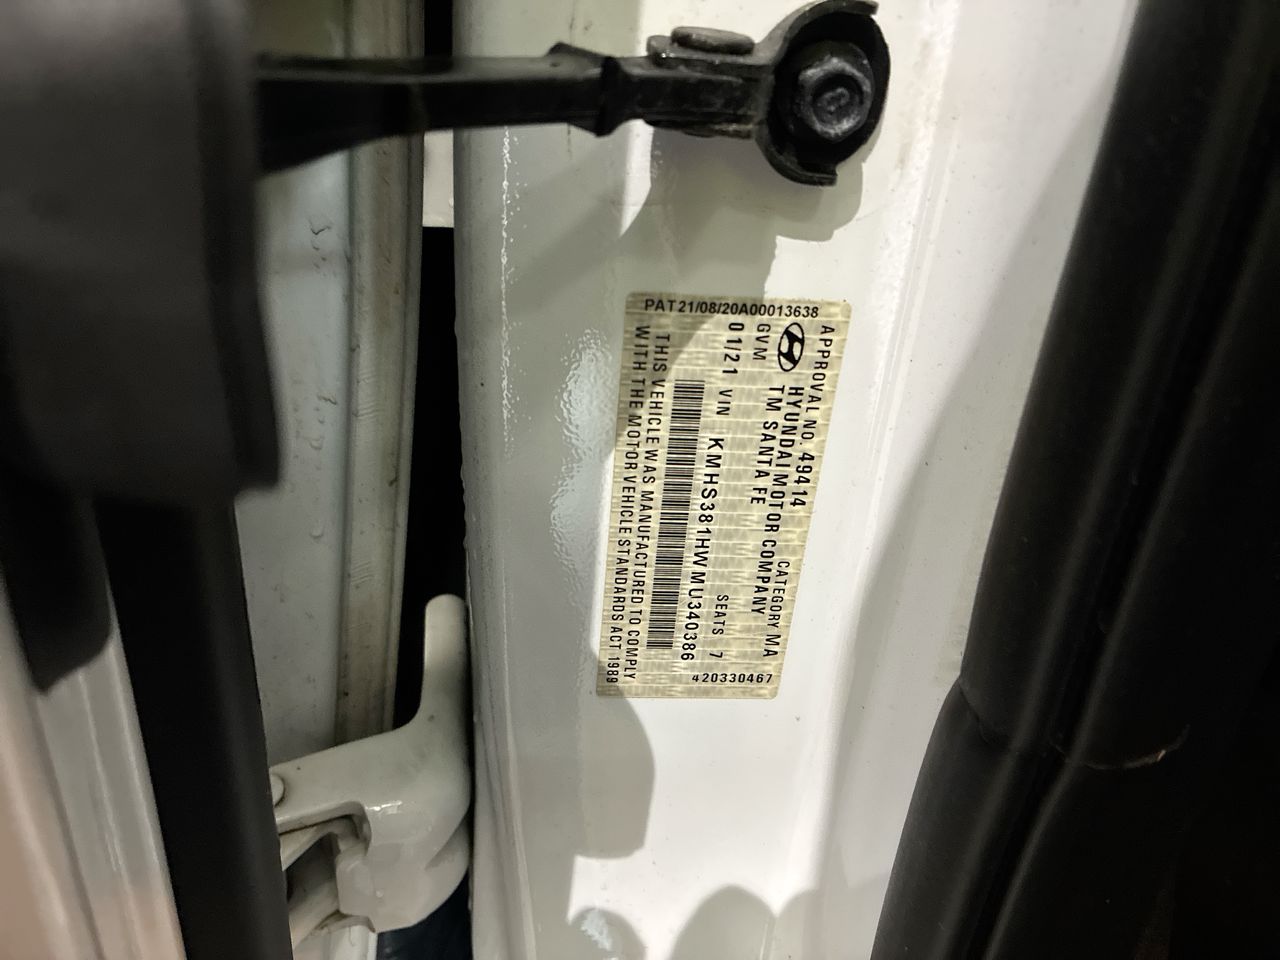 PAT21/08/20A00013638
APPROVAL NO. 49414 CATEGORY MA
HYUNDAI MOTOR COMPANY
TM SANTA FE
GVM
01/21 VIN SEATS 7
KMHS381HWMU340386
THIS VEHICLE WAS MANUFACTURED TO COMPLY
WITH THE MOTOR VEHICLE STANDARDS ACT 1989
420330467